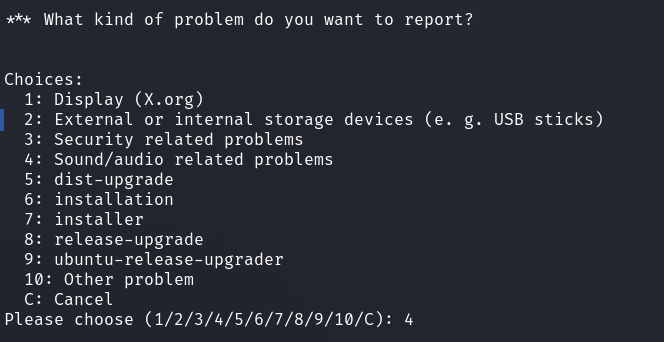 *** What kind of problem do you want to report?
Choices:
1: Display (X.org)
2: External or internal storage devices (e. g. USB sticks)
3: Security related problems
4: Sound/audio related problems
5: dist-upgrade
6: installation
7: installer
8: release-upgrade
9: ubuntu-release-upgrader
10: Other problem
C: Cancel
Please choose (1/2/3/4/5/6/7/8/9/10/C): 4